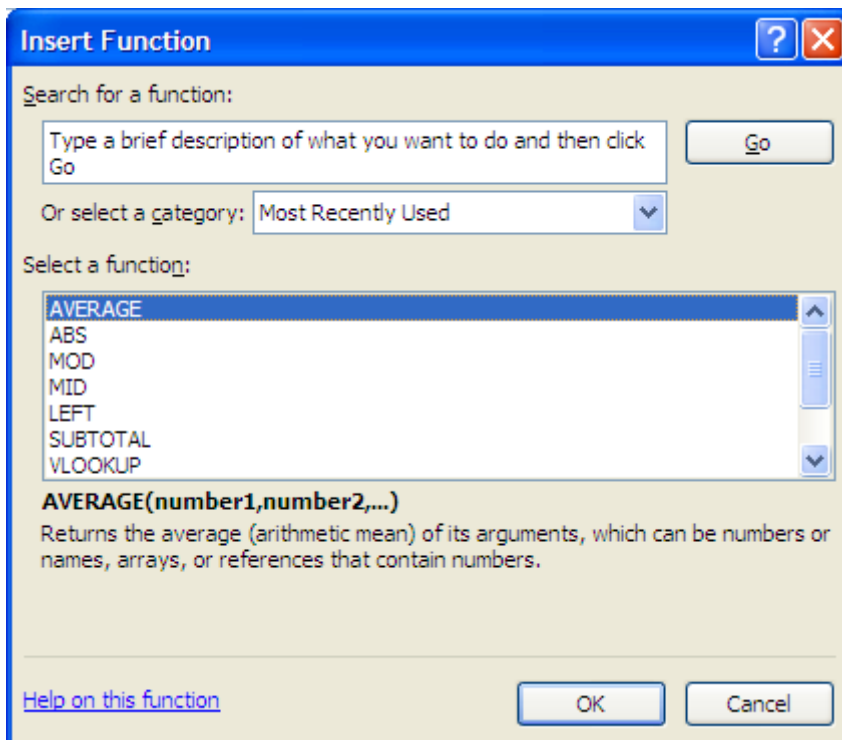 Insert Function
Search for a function:
Type a brief description of what you want to do and then click
Go
Go
Or select a category: Most Recently Used
Select a function:
AVERAGE
ABS
MOD
MID
LEFT
SUBTOTAL
VLOOKUP
AVERAGE(number1,number2,...)
Returns the average (arithmetic mean) of its arguments, which can be numbers or
names, arrays, or references that contain numbers.
Help on this function
OK
Cancel